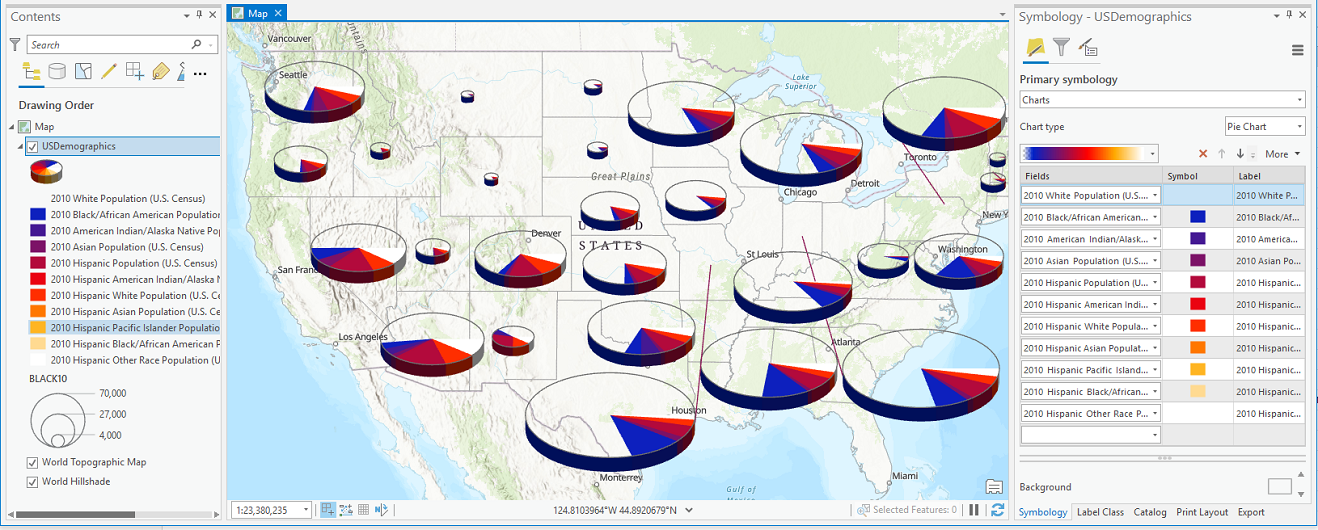 Contents
Search
Drawing Order
Map
USDemographics
2010 White Population (U.S. Census)
2010 Black/African American Population
2010 American Indian/Alaska Native Po
2010 Asian Population (U.S. Census)
2010 Hispanic Population (U.S. Census)
2010 Hispanic American Indian/Alaska N
2010 Hispanic White Population (U.S. Ce
2010 Hispanic Asian Population (U.S. Ce
2010 Hispanic Pacific Islander Populatio
2010 Hispanic Black/African American P
2010 Hispanic Other Race Population (U
BLACK10
70,000
27,000
4,000
World Topographic Map
World Hillshade
Map
Vancouver
Seattle
Lake
Superior
Toronto
Great Plains
Chicago
Detroit
New Y
UNITED
STATES
Denver
San Franc
St Louis
Washington
Los Angeles
Atlanta
Houston
Monterrey
Miami
Gulf of
1:23,380,235
124.8103964°W 44.8920679°N
Selected Features: 0
Symbology - USDemographics
Primary symbology
Charts
Chart type
Pie Chart
More
Fields Symbol Label
2010 White Population (U.S.... 2010 White P...
2010 Black/African American... 2010 Black/Af...
2010 American Indian/Alask... 2010 America...
2010 Asian Population (U.S.... 2010 Asian Po...
2010 Hispanic Population (U... 2010 Hispanic...
2010 Hispanic American Indi... 2010 Hispanic...
2010 Hispanic White Popula... 2010 Hispanic...
2010 Hispanic Asian Populat... 2010 Hispanic...
2010 Hispanic Pacific Island... 2010 Hispanic...
2010 Hispanic Black/African... 2010 Hispanic...
2010 Hispanic Other Race P... 2010 Hispanic...
Background
Symbology Label Class Catalog Print Layout Export